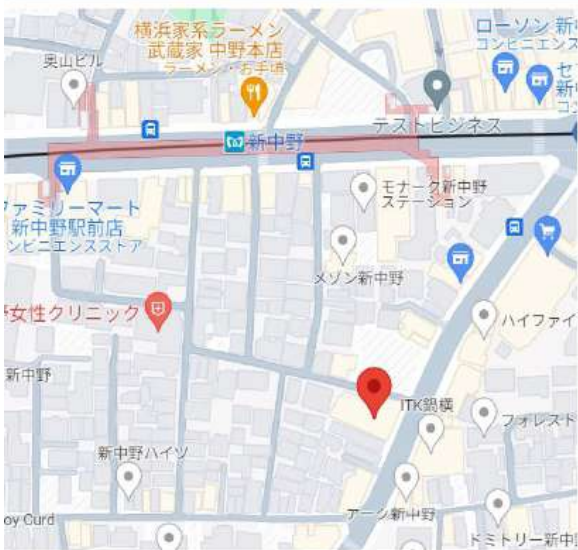 横浜家系ラーメン
武蔵家 中野本店
ラーメン・お手頃
奥山ビル
ローソン 新
コンビニエンス
セブ
新中
コン
テストビジネス
新中野
ファミリーマート
新中野駅前店
コンビニエンスストア
モナーク新中野
ステーション
メゾン新中野
野女性クリニック
ハイファイ
新中野
ITK鍋横
フォレスト
新中野ハイツ
アーク新中野
oy Curd
ドミトリー新中